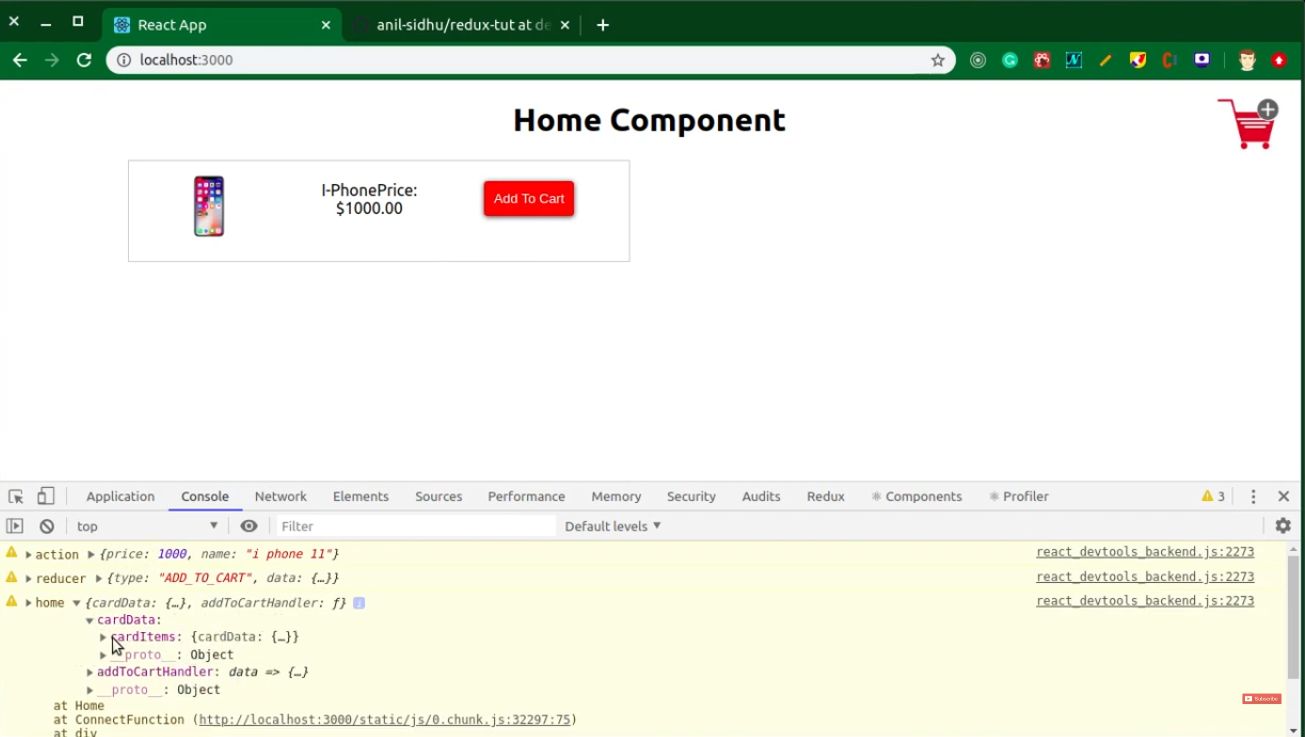 React App
anil-sidhu/redux-tut at de
localhost:3000
Home Component
I-PhonePrice:
$1000.00
Add To Cart
Application Console Network Elements Sources Performance Memory Security Audits Redux Components Profiler 3
top Filter Default levels
action {price: 1000, name: "i phone 11"} react_devtools_backend.js:2273
reducer {type: "ADD_TO_CART", data: {…}} react_devtools_backend.js:2273
home {cardData: {…}, addToCartHandler: ƒ} i react_devtools_backend.js:2273
cardData:
cardItems: {cardData: {…}}
__proto__: Object
addToCartHandler: data => {…}
__proto__: Object
at Home
at ConnectFunction (http://localhost:3000/static/js/0.chunk.js:32297:75)
at div
Subscribe